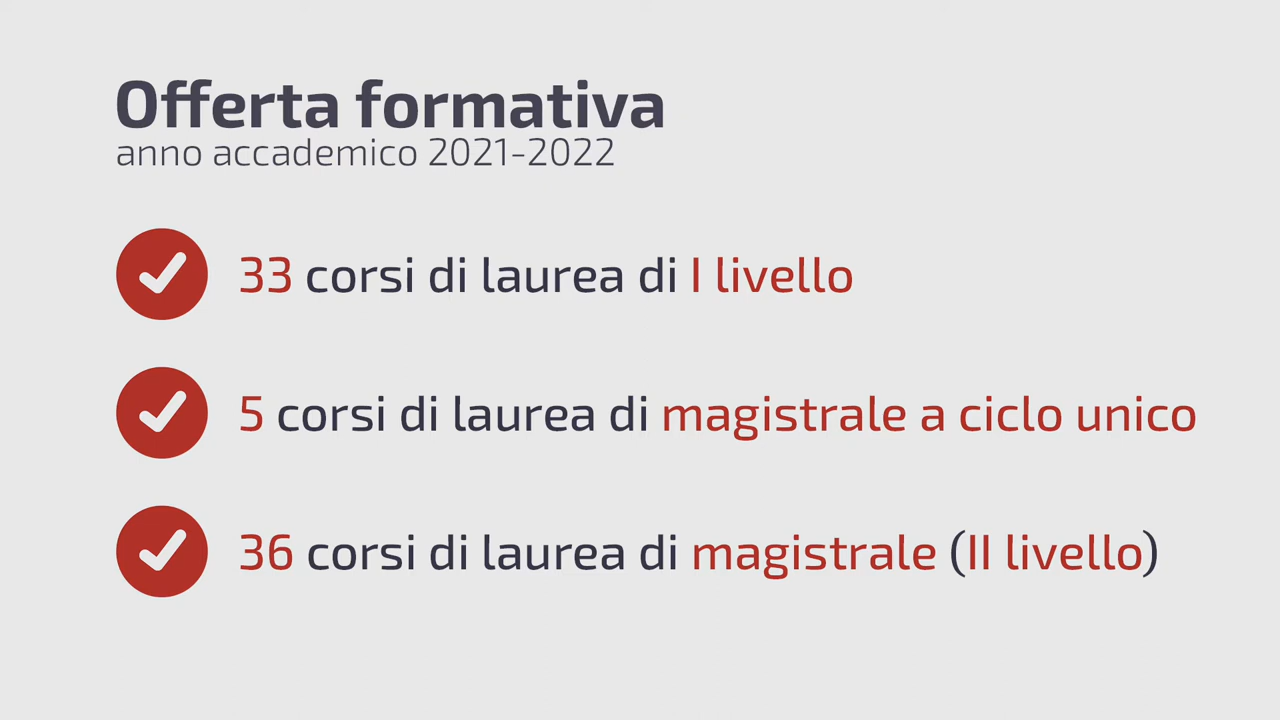 Offerta formativa
anno accademico 2021-2022
33 corsi di laurea di I livello
5 corsi di laurea di magistrale a ciclo unico
36 corsi di laurea di magistrale (II livello)